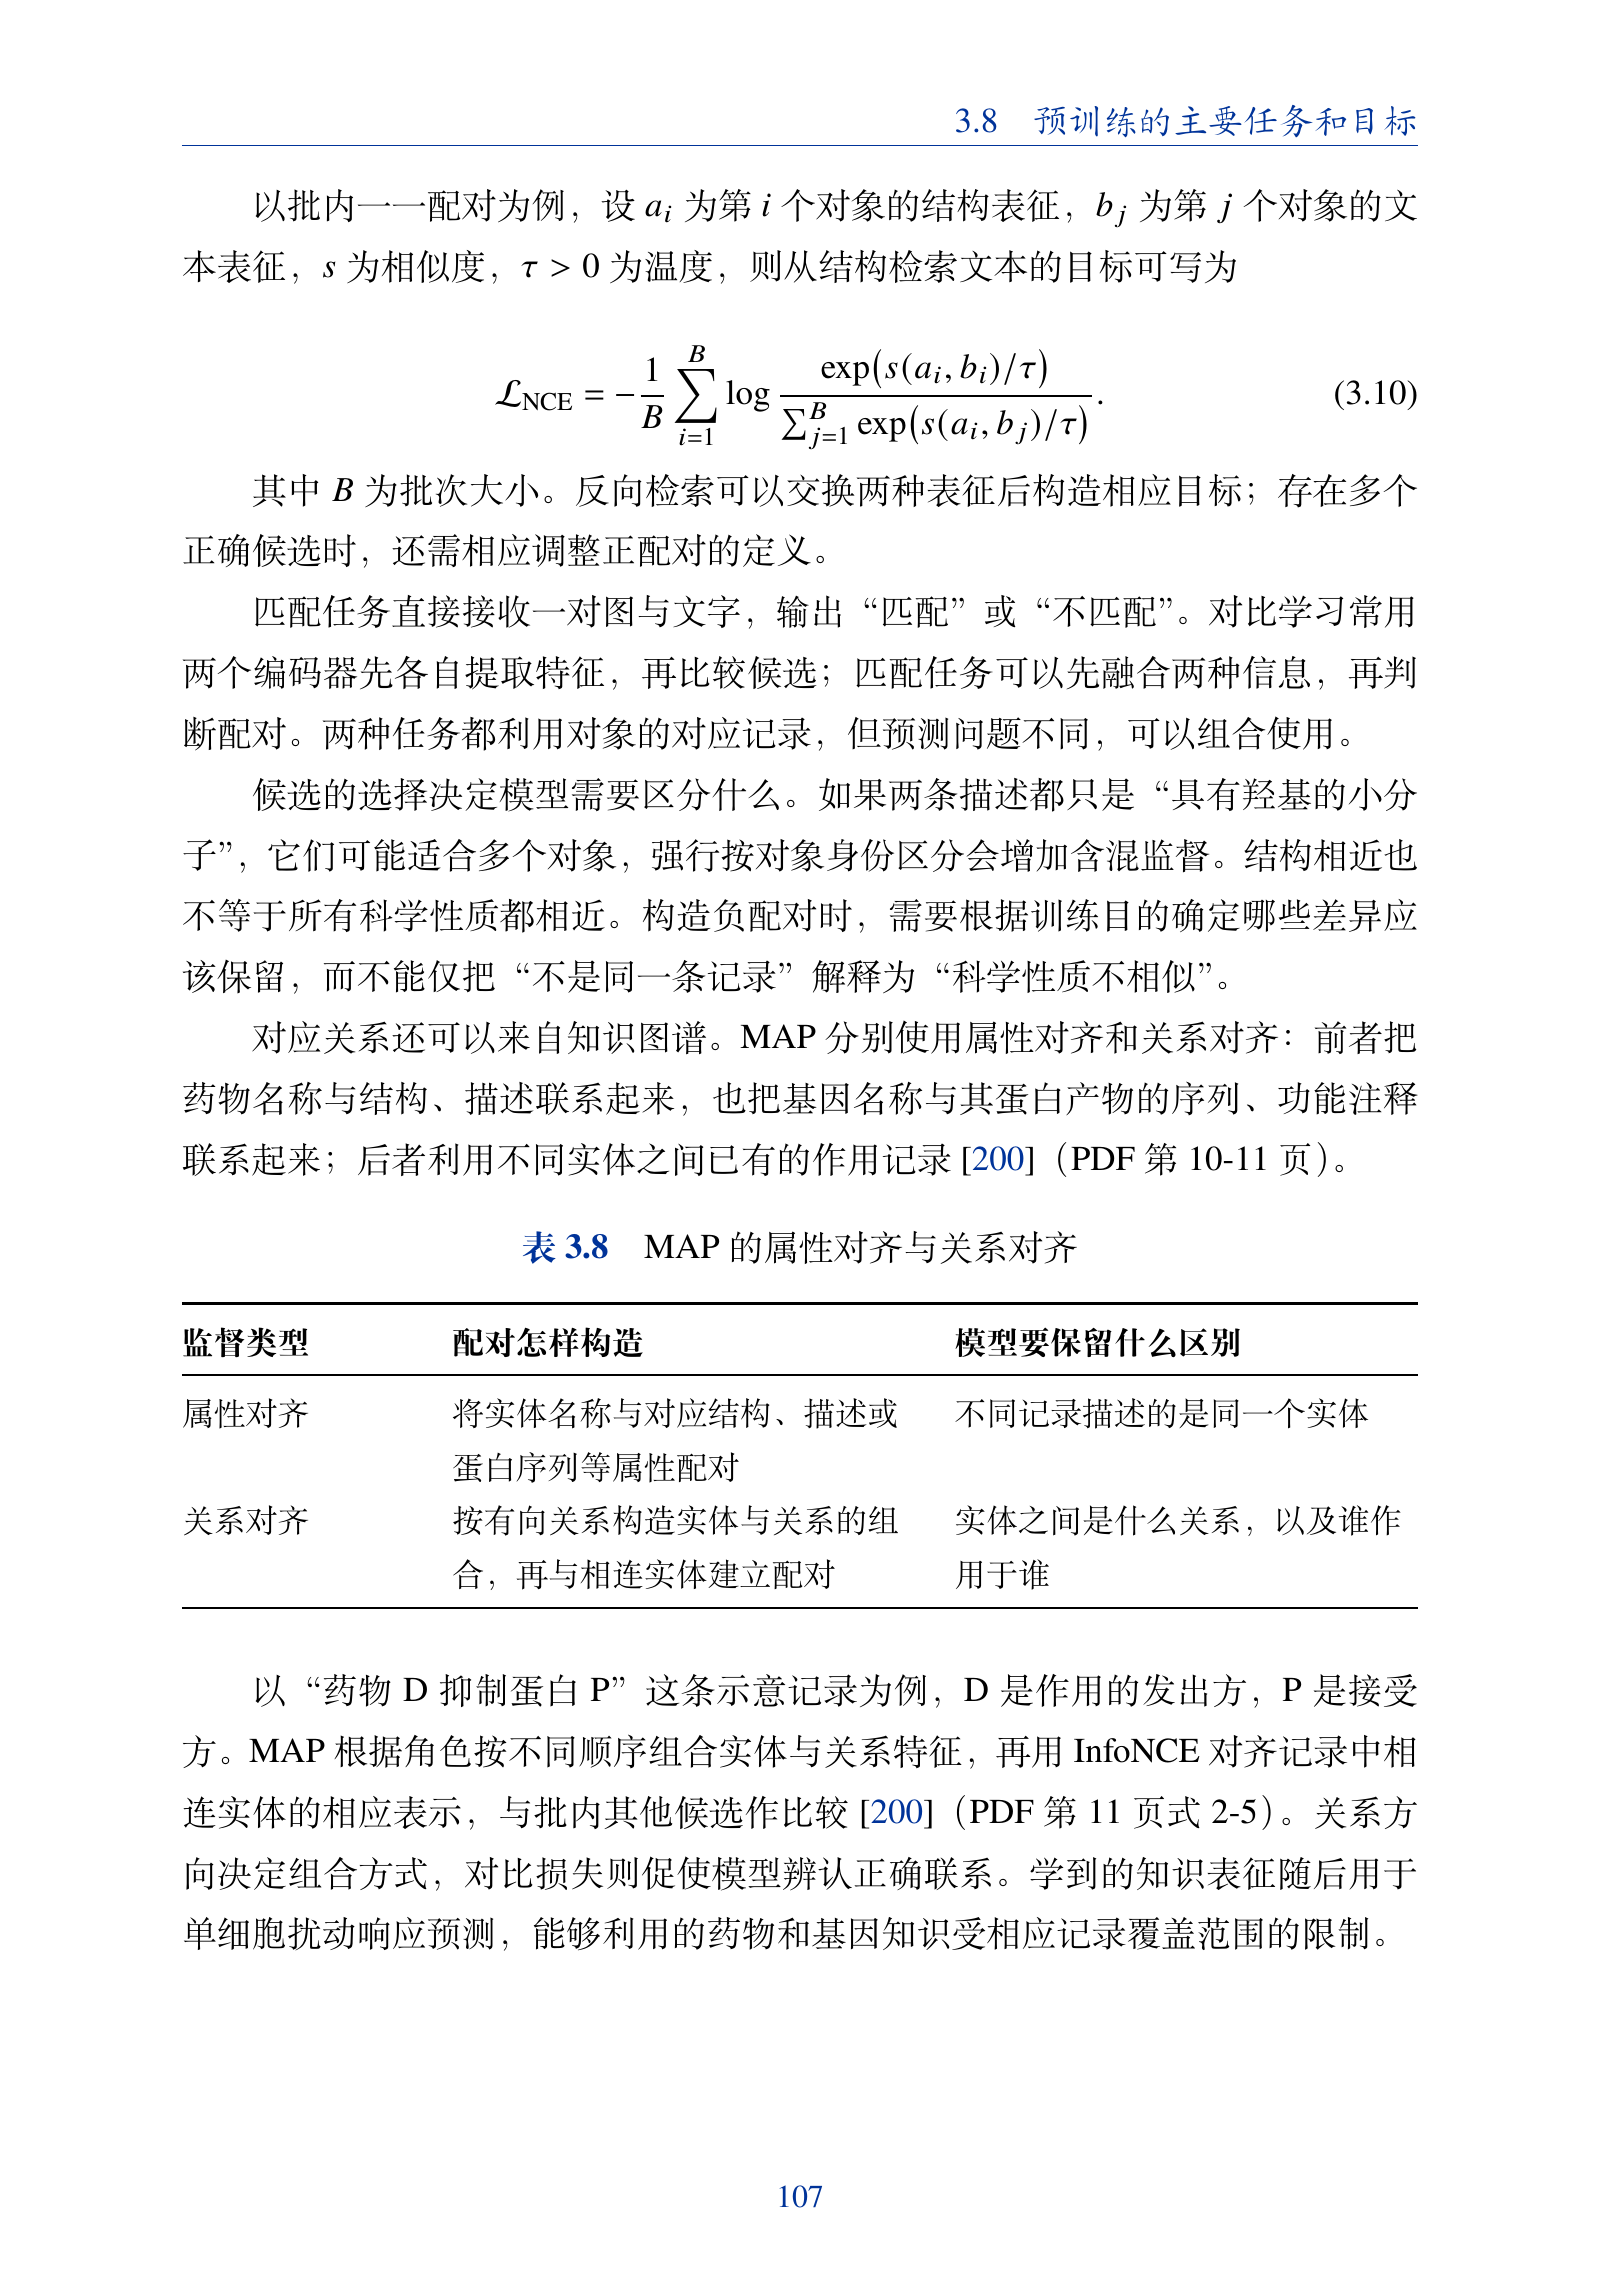 3.8 预训练的主要任务和目标
以批内一一配对为例，设 a_i 为第 i 个对象的结构表征，b_j 为第 j 个对象的文
本表征，s 为相似度，τ > 0 为温度，则从结构检索文本的目标可写为
\mathcal{L}_{NCE} = -\frac{1}{B} \sum_{i=1}^{B} \log \frac{\exp(s(a_i, b_i)/τ)}{\sum_{j=1}^{B} \exp(s(a_i, b_j)/τ)}. (3.10)
其中 B 为批次大小。反向检索可以交换两种表征后构造相应目标；存在多个
正确候选时，还需相应调整正配对的定义。
匹配任务直接接收一对图与文字，输出“匹配”或“不匹配”。对比学习常用
两个编码器先各自提取特征，再比较候选；匹配任务可以先融合两种信息，再判
断配对。两种任务都利用对象的对应记录，但预测问题不同，可以组合使用。
候选的选择决定模型需要区分什么。如果两条描述都只是“具有羟基的小分
子”，它们可能适合多个对象，强行按对象身份区分会增加含混监督。结构相近也
不等于所有科学性质都相近。构造负配对时，需要根据训练目的确定哪些差异应
该保留，而不能仅把“不是同一条记录”解释为“科学性质不相似”。
对应关系还可以来自知识图谱。MAP 分别使用属性对齐和关系对齐：前者把
药物名称与结构、描述联系起来，也把基因名称与其蛋白产物的序列、功能注释
联系起来；后者利用不同实体之间已有的作用记录 [200]（PDF 第 10-11 页）。
表 3.8 MAP 的属性对齐与关系对齐
监督类型 配对怎样构造 模型要保留什么区别
属性对齐 将实体名称与对应结构、描述或 不同记录描述的是同一个实体
蛋白序列等属性配对
关系对齐 按有向关系构造实体与关系的组 实体之间是什么关系，以及谁作
合，再与相连实体建立配对 用于谁
以“药物 D 抑制蛋白 P”这条示意记录为例，D 是作用的发出方，P 是接受
方。MAP 根据角色按不同顺序组合实体与关系特征，再用 InfoNCE 对齐记录中相
连实体的相应表示，与批内其他候选作比较 [200]（PDF 第 11 页式 2-5）。关系方
向决定组合方式，对比损失则促使模型辨认正确联系。学到的知识表征随后用于
单细胞扰动响应预测，能够利用的药物和基因知识受相应记录覆盖范围的限制。
107